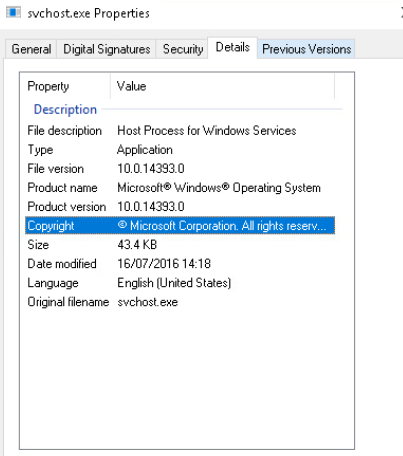 svchost.exe Properties
General Digital Signatures Security Details Previous Versions
Property Value
Description
File description Host Process for Windows Services
Type Application
File version 10.0.14393.0
Product name Microsoft® Windows® Operating System
Product version 10.0.14393.0
Copyright © Microsoft Corporation. All rights reserv...
Size 43.4 KB
Date modified 16/07/2016 14:18
Language English (United States)
Original filename svchost.exe